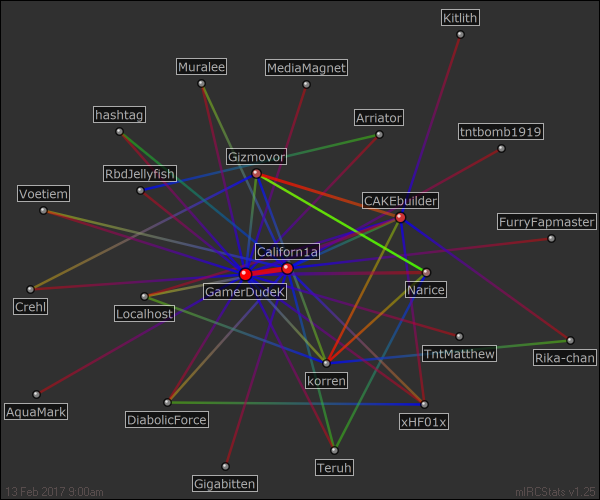 Kitlith
Muralee
MediaMagnet
hashtag
Arriator
tntbomb1919
Gizmovor
RbdJellyfish
Voetiem
CAKEbuilder
FurryFapmaster
Californ1a
GamerDudeK
Narice
Crehl
Localhost
TntMatthew
Rika-chan
korren
AquaMark
DiabolicForce
xHF01x
Teruh
Gigabitten
13 Feb 2017 9:00am
mIRCStats v1.25